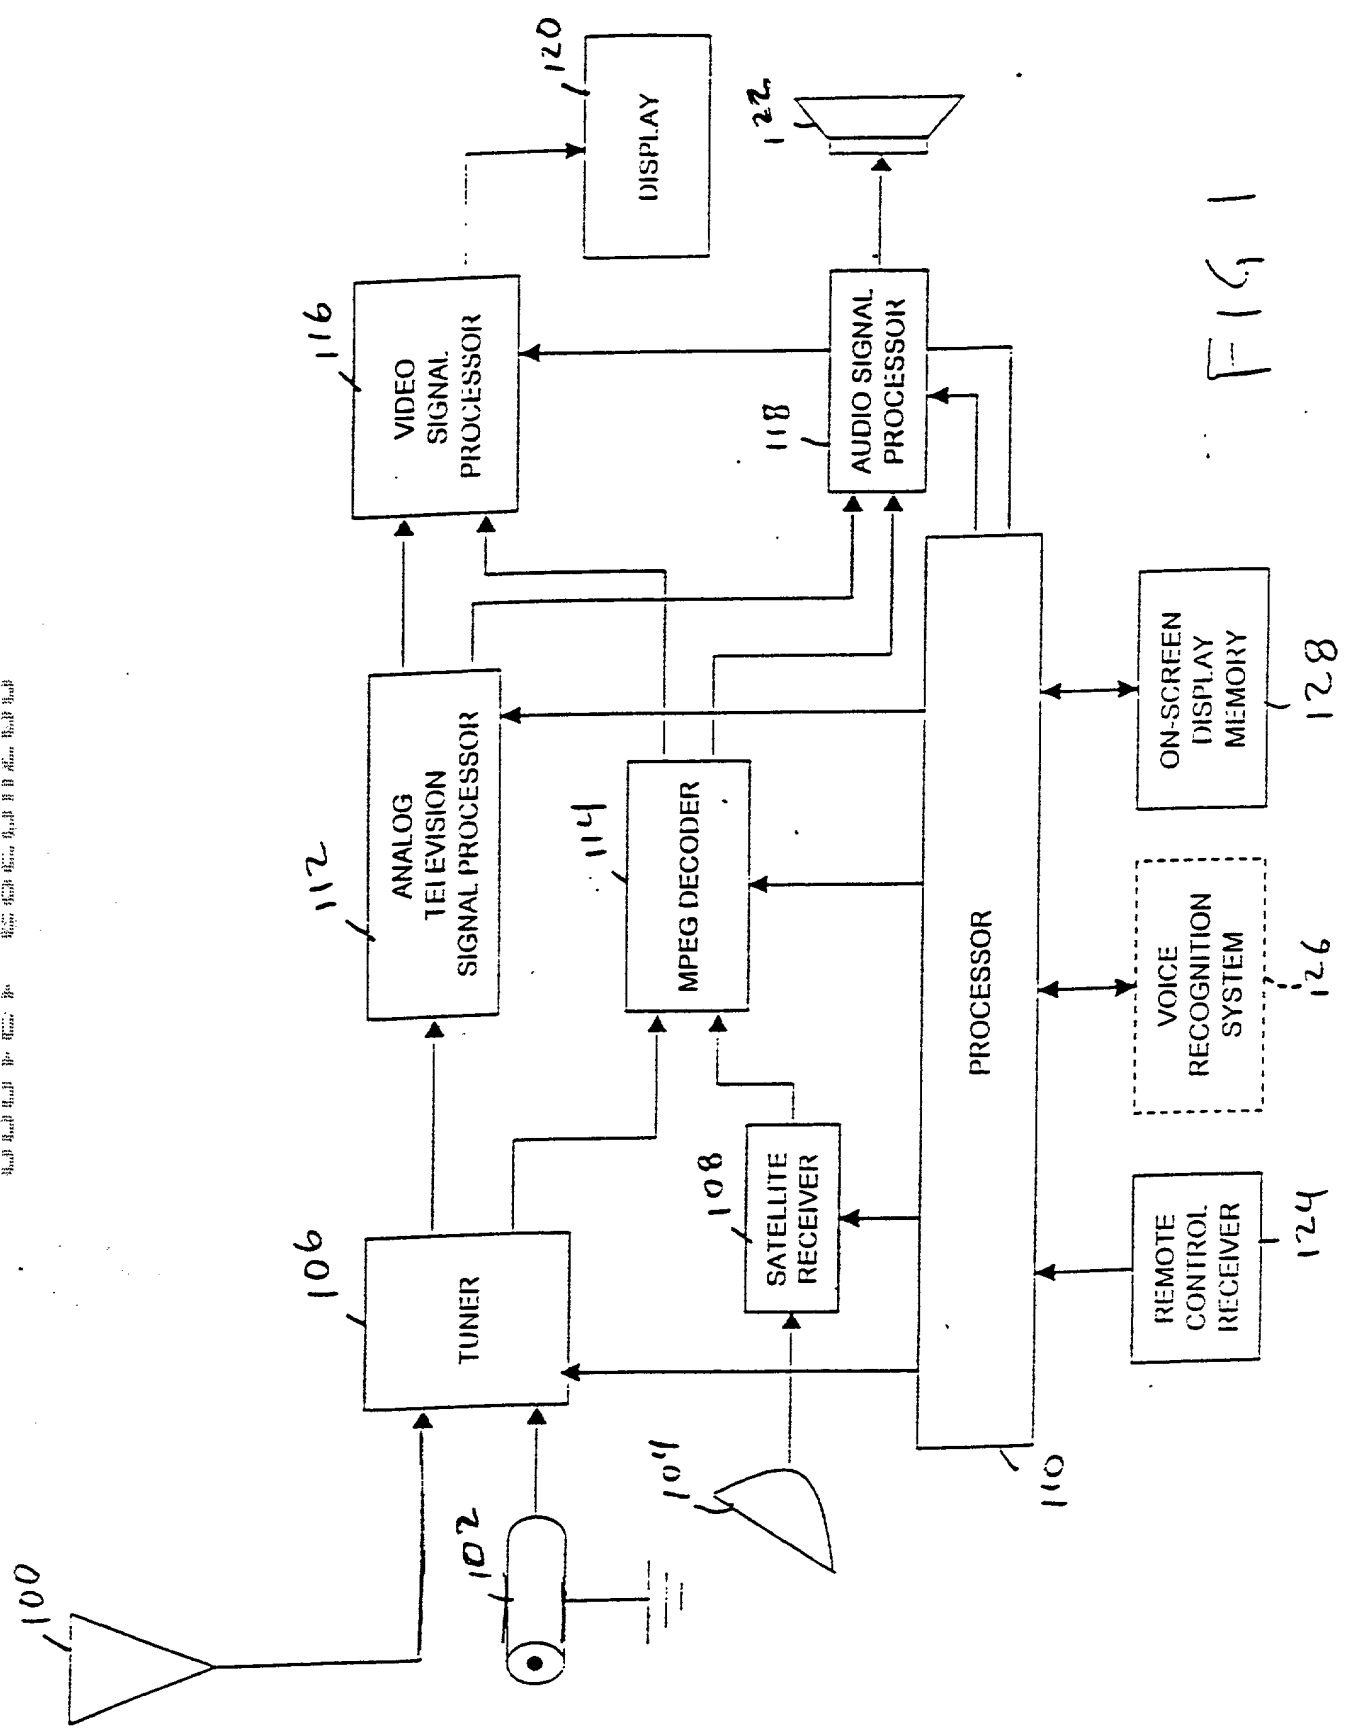 100
102
104
106
TUNER
108
SATELLITE
RECEIVER
112
ANALOG
TELEVISION
SIGNAL PROCESSOR
114
MPEG DECODER
116
VIDEO
SIGNAL
PROCESSOR
118
AUDIO SIGNAL
PROCESSOR
120
DISPLAY
122
110
PROCESSOR
REMOTE
CONTROL
RECEIVER
124
VOICE
RECOGNITION
SYSTEM
126
ON-SCREEN
DISPLAY
MEMORY
128
FIG 1